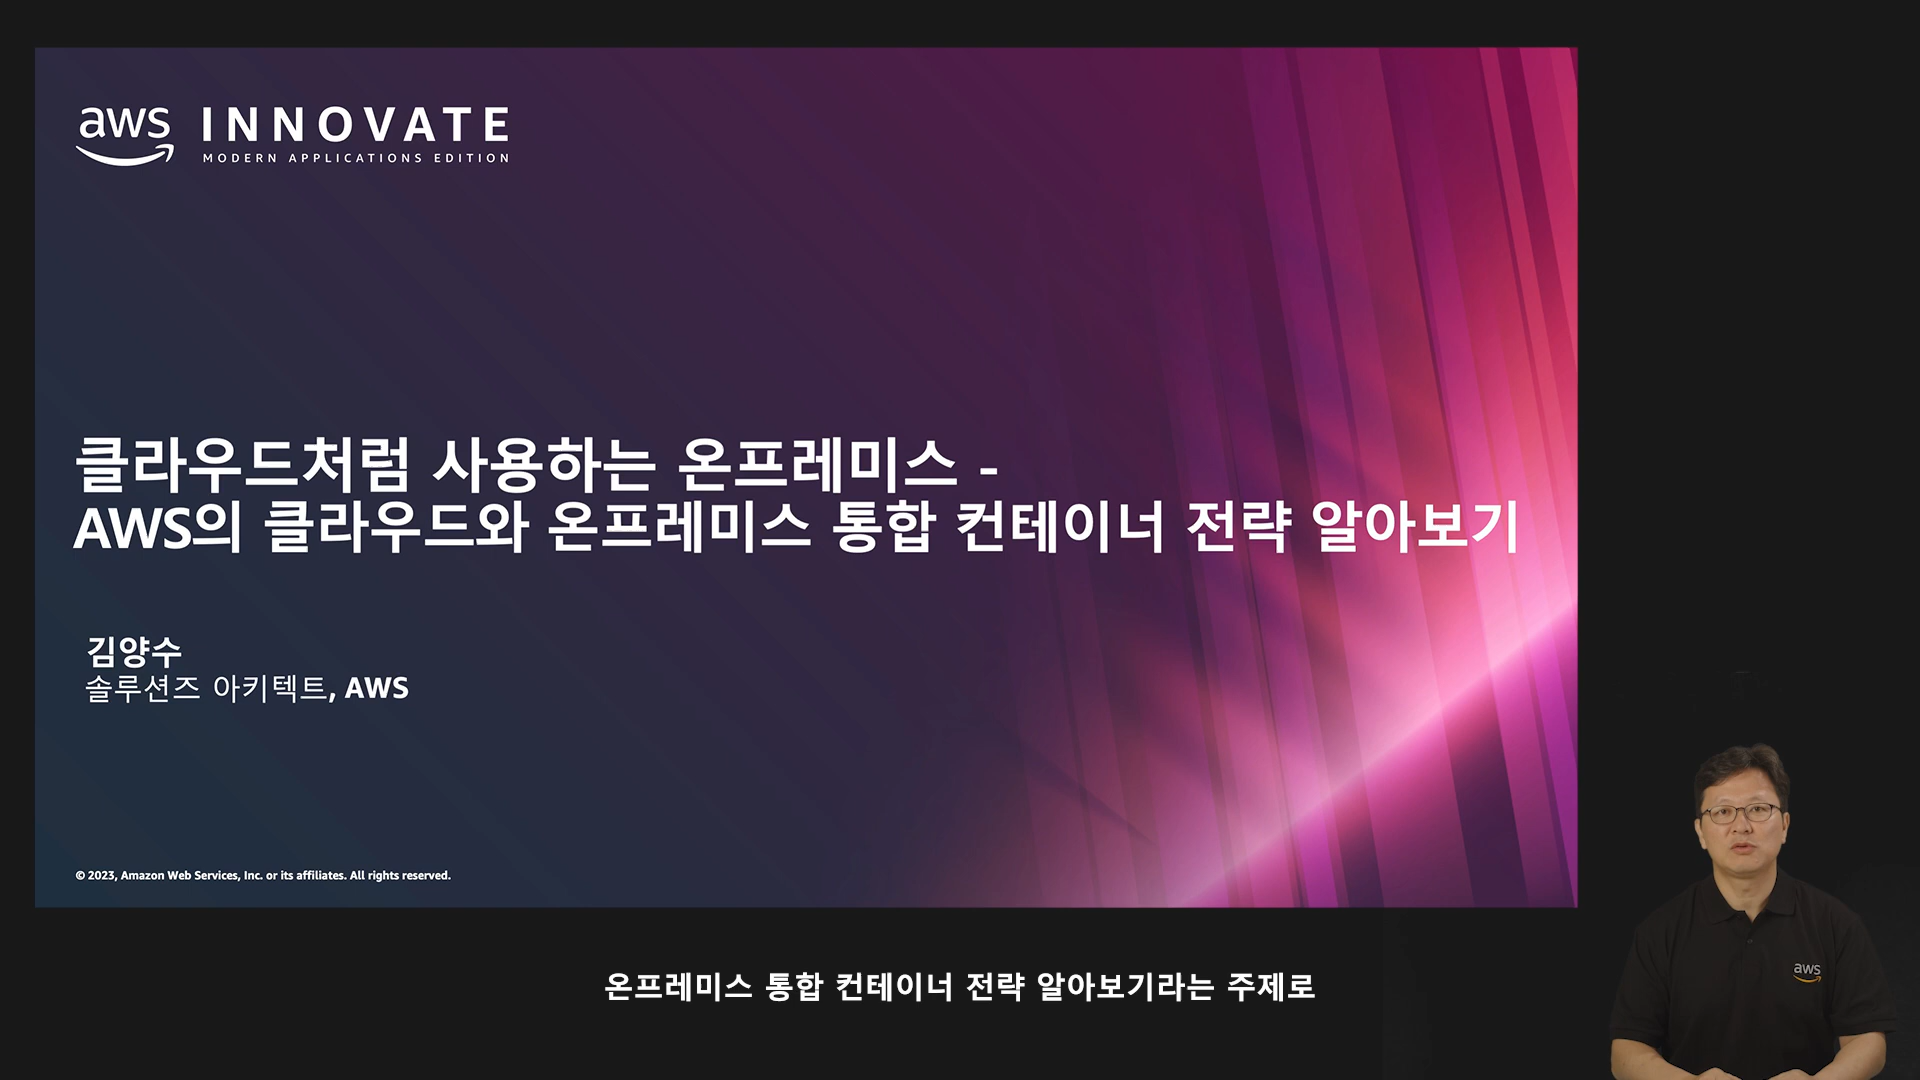 aws INNOVATE
MODERN APPLICATIONS EDITION
클라우드처럼 사용하는 온프레미스 -
AWS의 클라우드와 온프레미스 통합 컨테이너 전략 알아보기
김양수
솔루션즈 아키텍트, AWS
© 2023, Amazon Web Services, Inc. or its affiliates. All rights reserved.
aws
온프레미스 통합 컨테이너 전략 알아보기라는 주제로